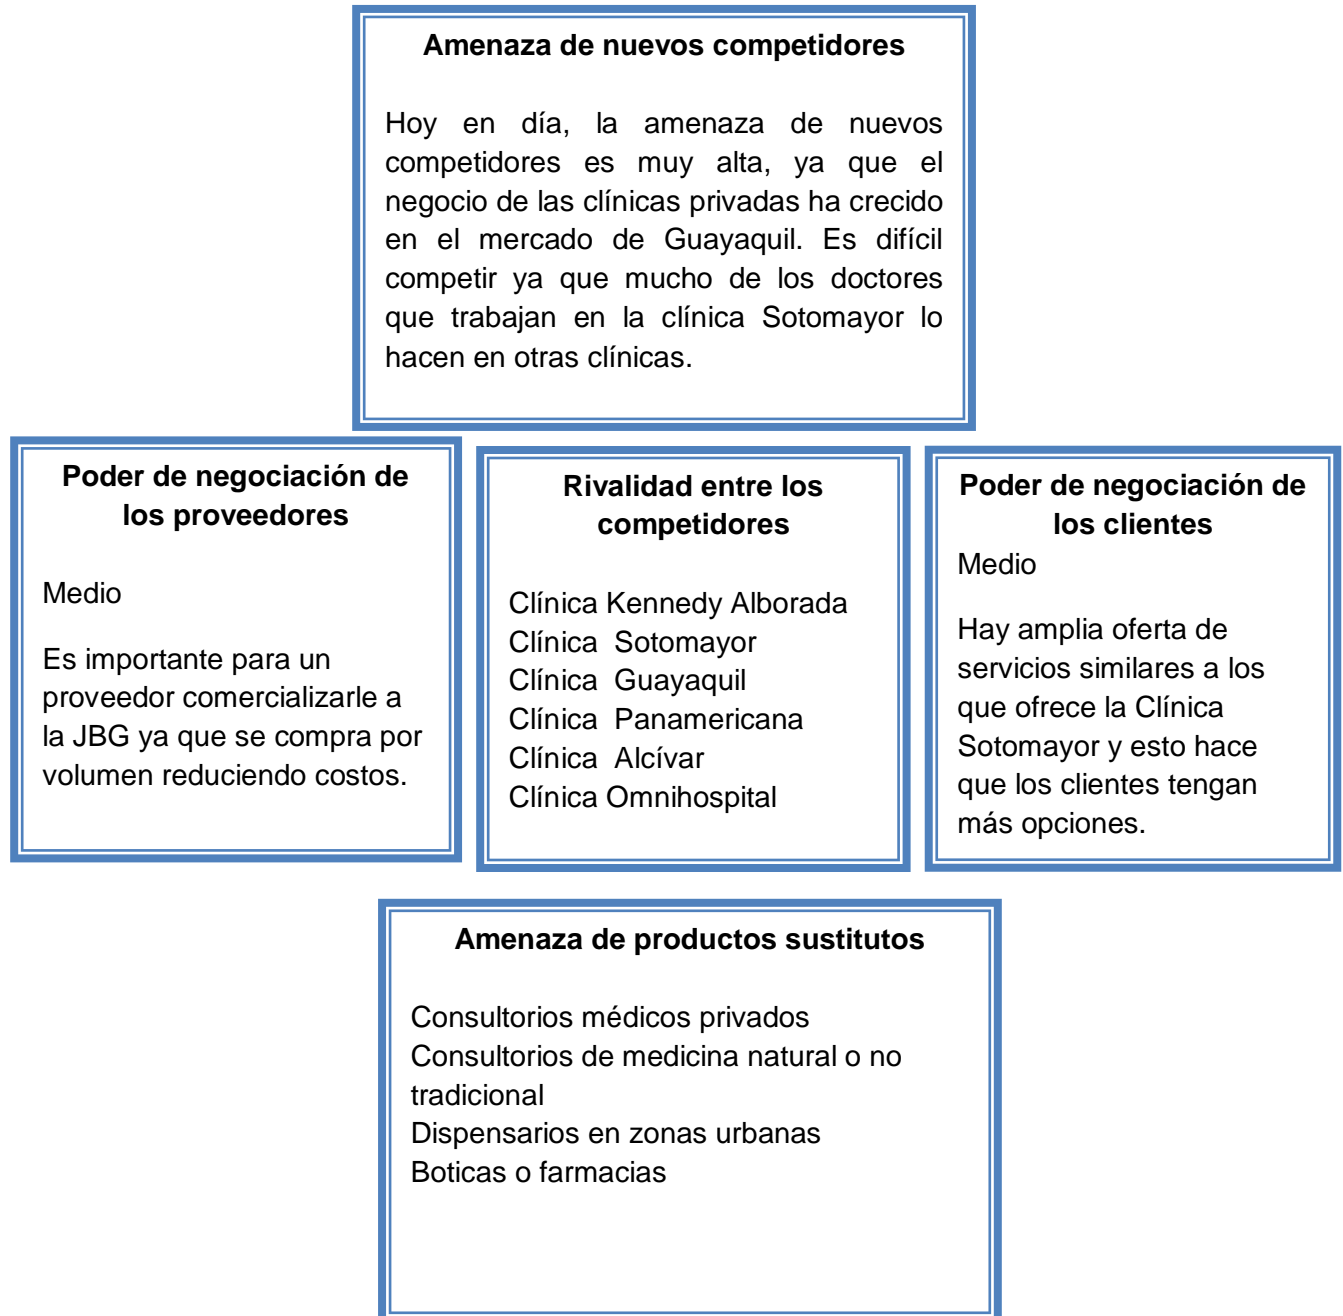 Amenaza de nuevos competidores
Hoy en día, la amenaza de nuevos
competidores es muy alta, ya que el
negocio de las clínicas privadas ha crecido
en el mercado de Guayaquil. Es difícil
competir ya que mucho de los doctores
que trabajan en la clínica Sotomayor lo
hacen en otras clínicas.
Poder de negociación de
los proveedores
Medio
Es importante para un
proveedor comercializarle a
la JBG ya que se compra por
volumen reduciendo costos.
Rivalidad entre los
competidores
Clínica Kennedy Alborada
Clínica Sotomayor
Clínica Guayaquil
Clínica Panamericana
Clínica Alcívar
Clínica Omnihospital
Poder de negociación de
los clientes
Medio
Hay amplia oferta de
servicios similares a los
que ofrece la Clínica
Sotomayor y esto hace
que los clientes tengan
más opciones.
Amenaza de productos sustitutos
Consultorios médicos privados
Consultorios de medicina natural o no
tradicional
Dispensarios en zonas urbanas
Boticas o farmacias